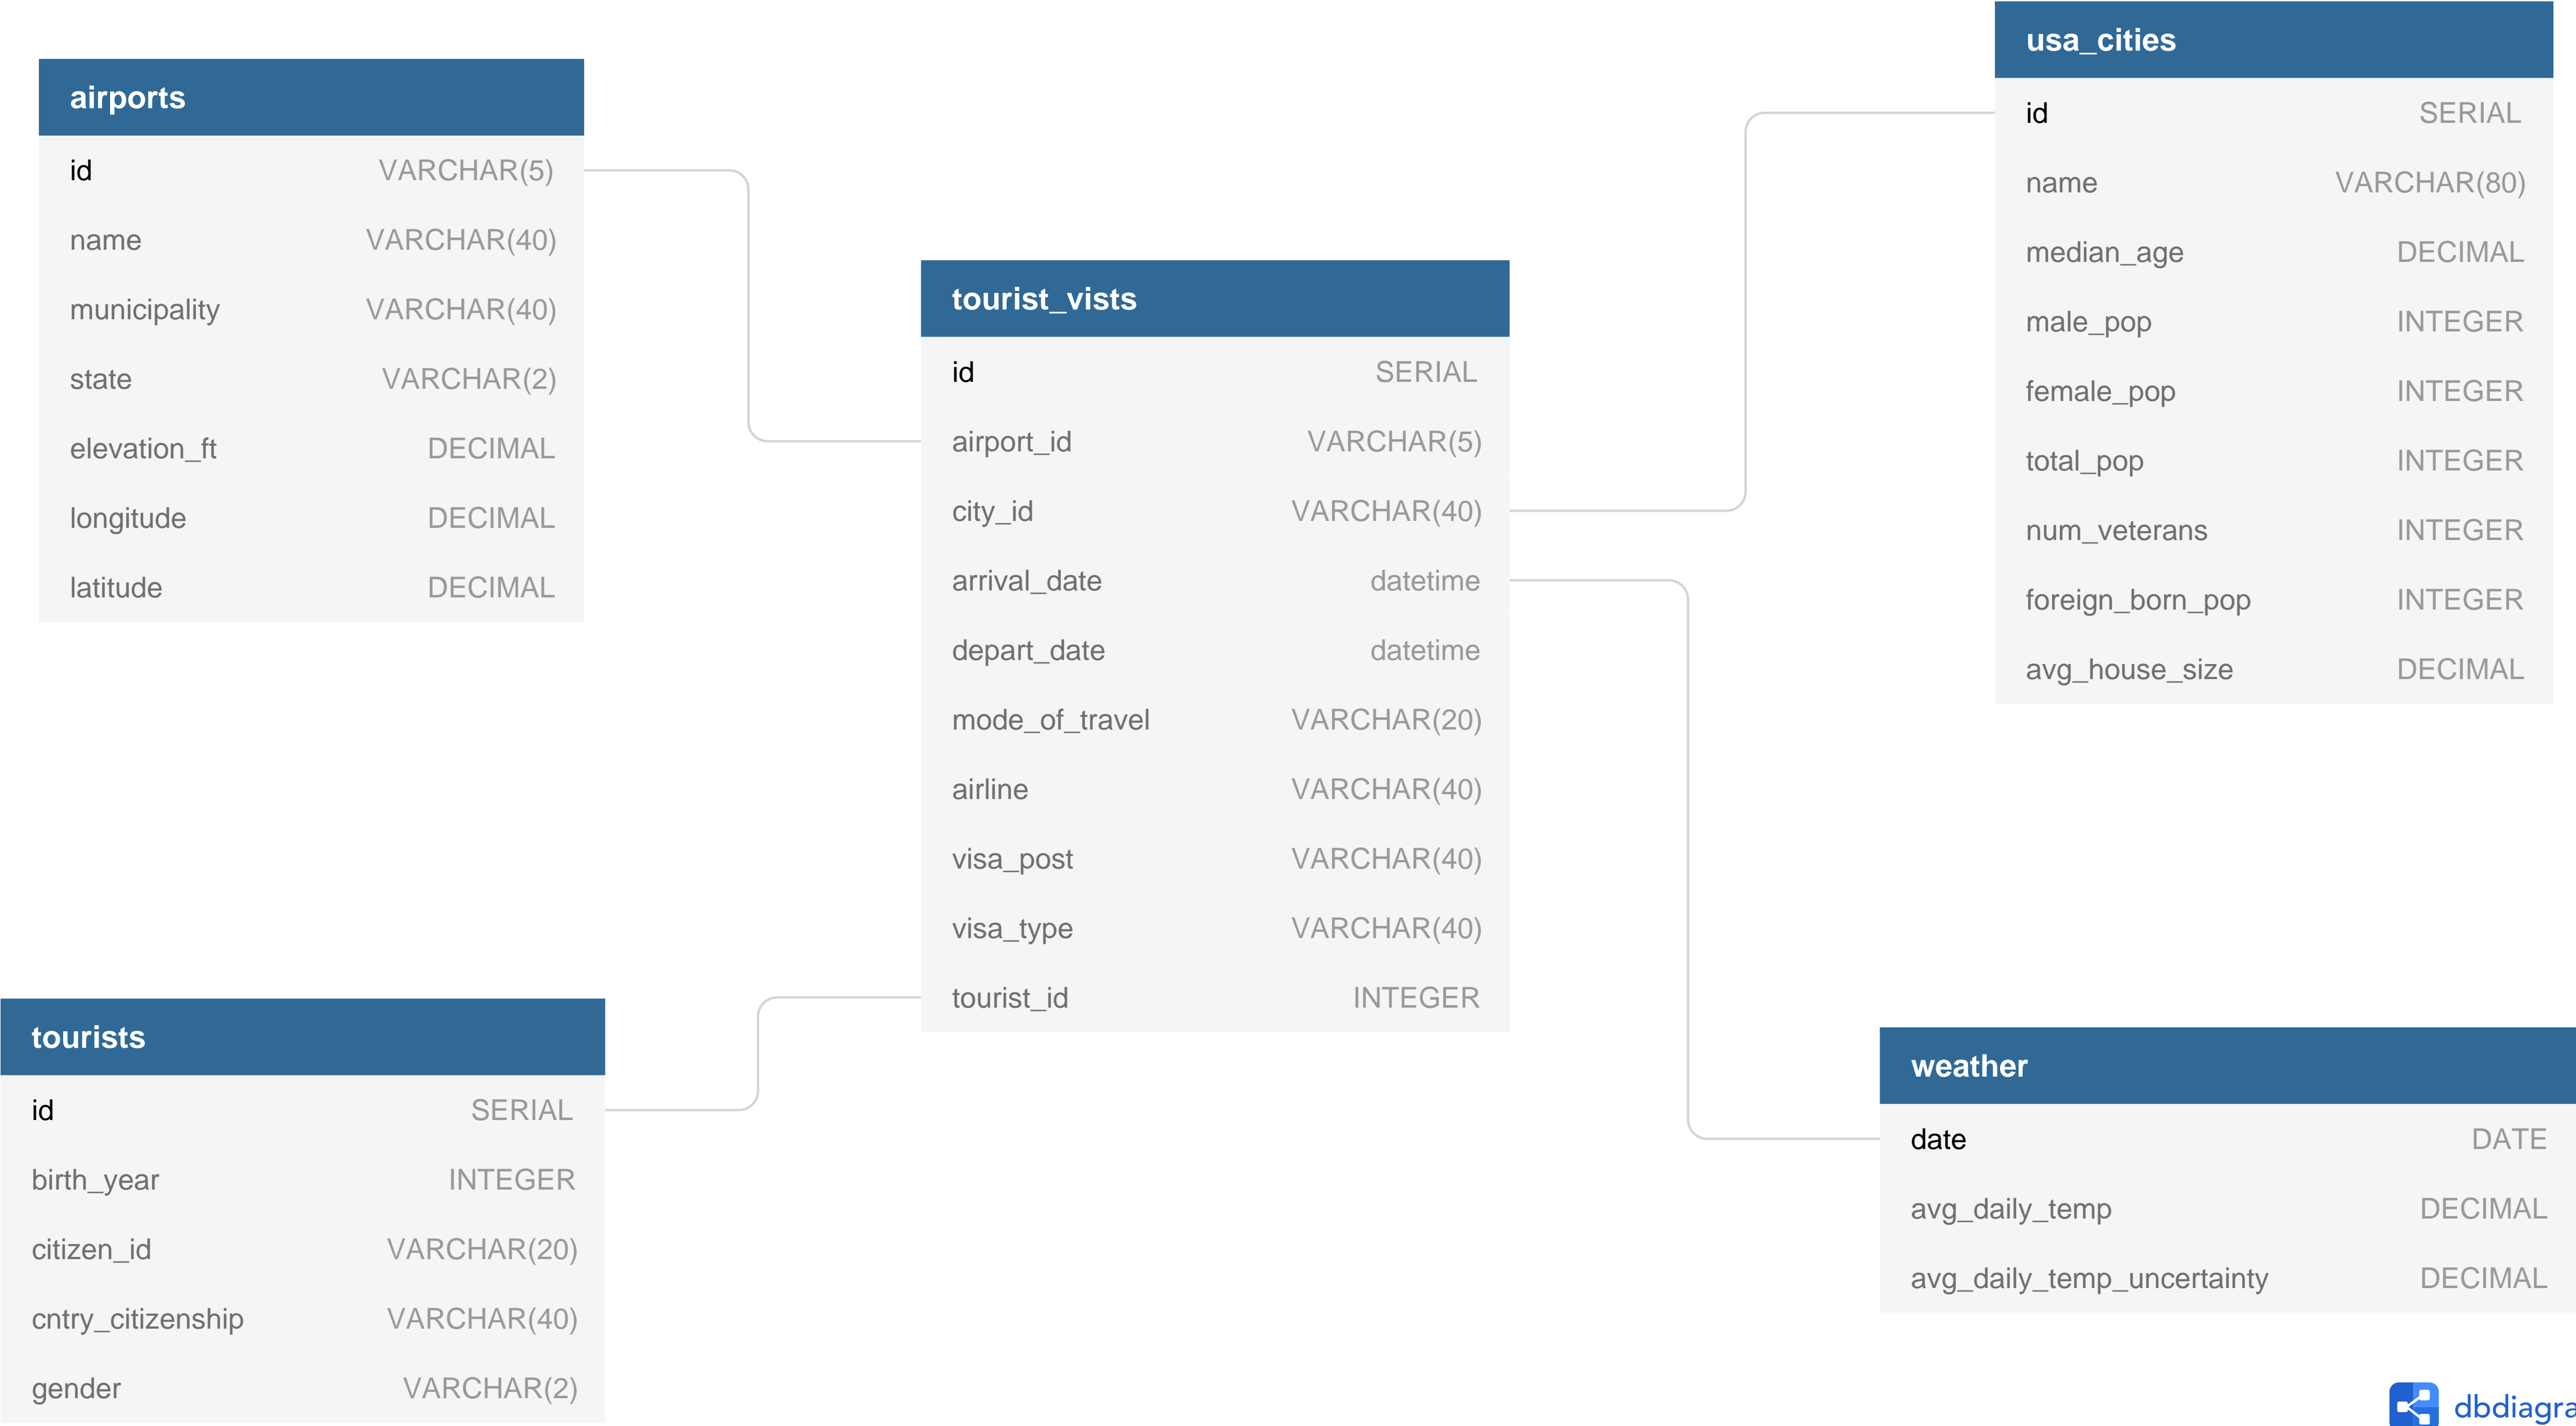 airports
id VARCHAR(5)
name VARCHAR(40)
municipality VARCHAR(40)
state VARCHAR(2)
elevation_ft DECIMAL
longitude DECIMAL
latitude DECIMAL
tourist_vists
id SERIAL
airport_id VARCHAR(5)
city_id VARCHAR(40)
arrival_date datetime
depart_date datetime
mode_of_travel VARCHAR(20)
airline VARCHAR(40)
visa_post VARCHAR(40)
visa_type VARCHAR(40)
tourist_id INTEGER
usa_cities
id SERIAL
name VARCHAR(80)
median_age DECIMAL
male_pop INTEGER
female_pop INTEGER
total_pop INTEGER
num_veterans INTEGER
foreign_born_pop INTEGER
avg_house_size DECIMAL
tourists
id SERIAL
birth_year INTEGER
citizen_id VARCHAR(20)
cntry_citizenship VARCHAR(40)
gender VARCHAR(2)
weather
date DATE
avg_daily_temp DECIMAL
avg_daily_temp_uncertainty DECIMAL
dbdiagra